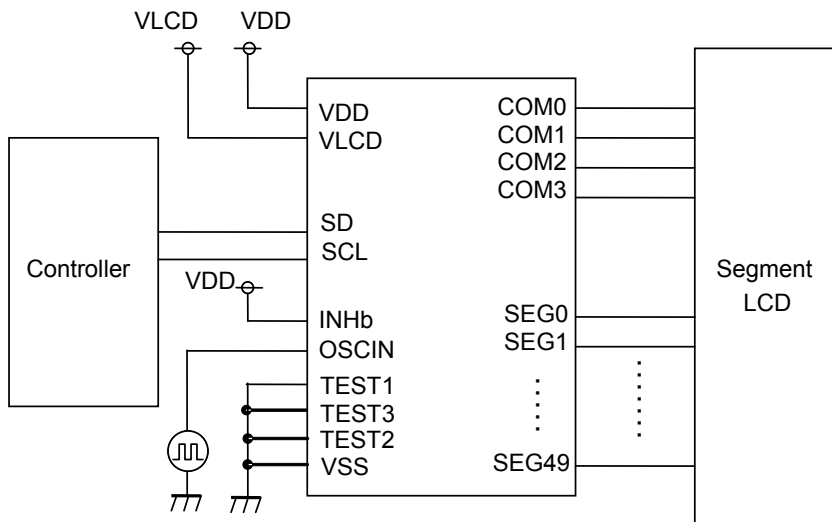 VLCD VDD
VDD
VLCD
SD
SCL
INHb
OSCIN
TEST1
TEST3
TEST2
VSS
COM0
COM1
COM2
COM3
SEG0
SEG1
SEG49
Controller
VDD
Segment
LCD